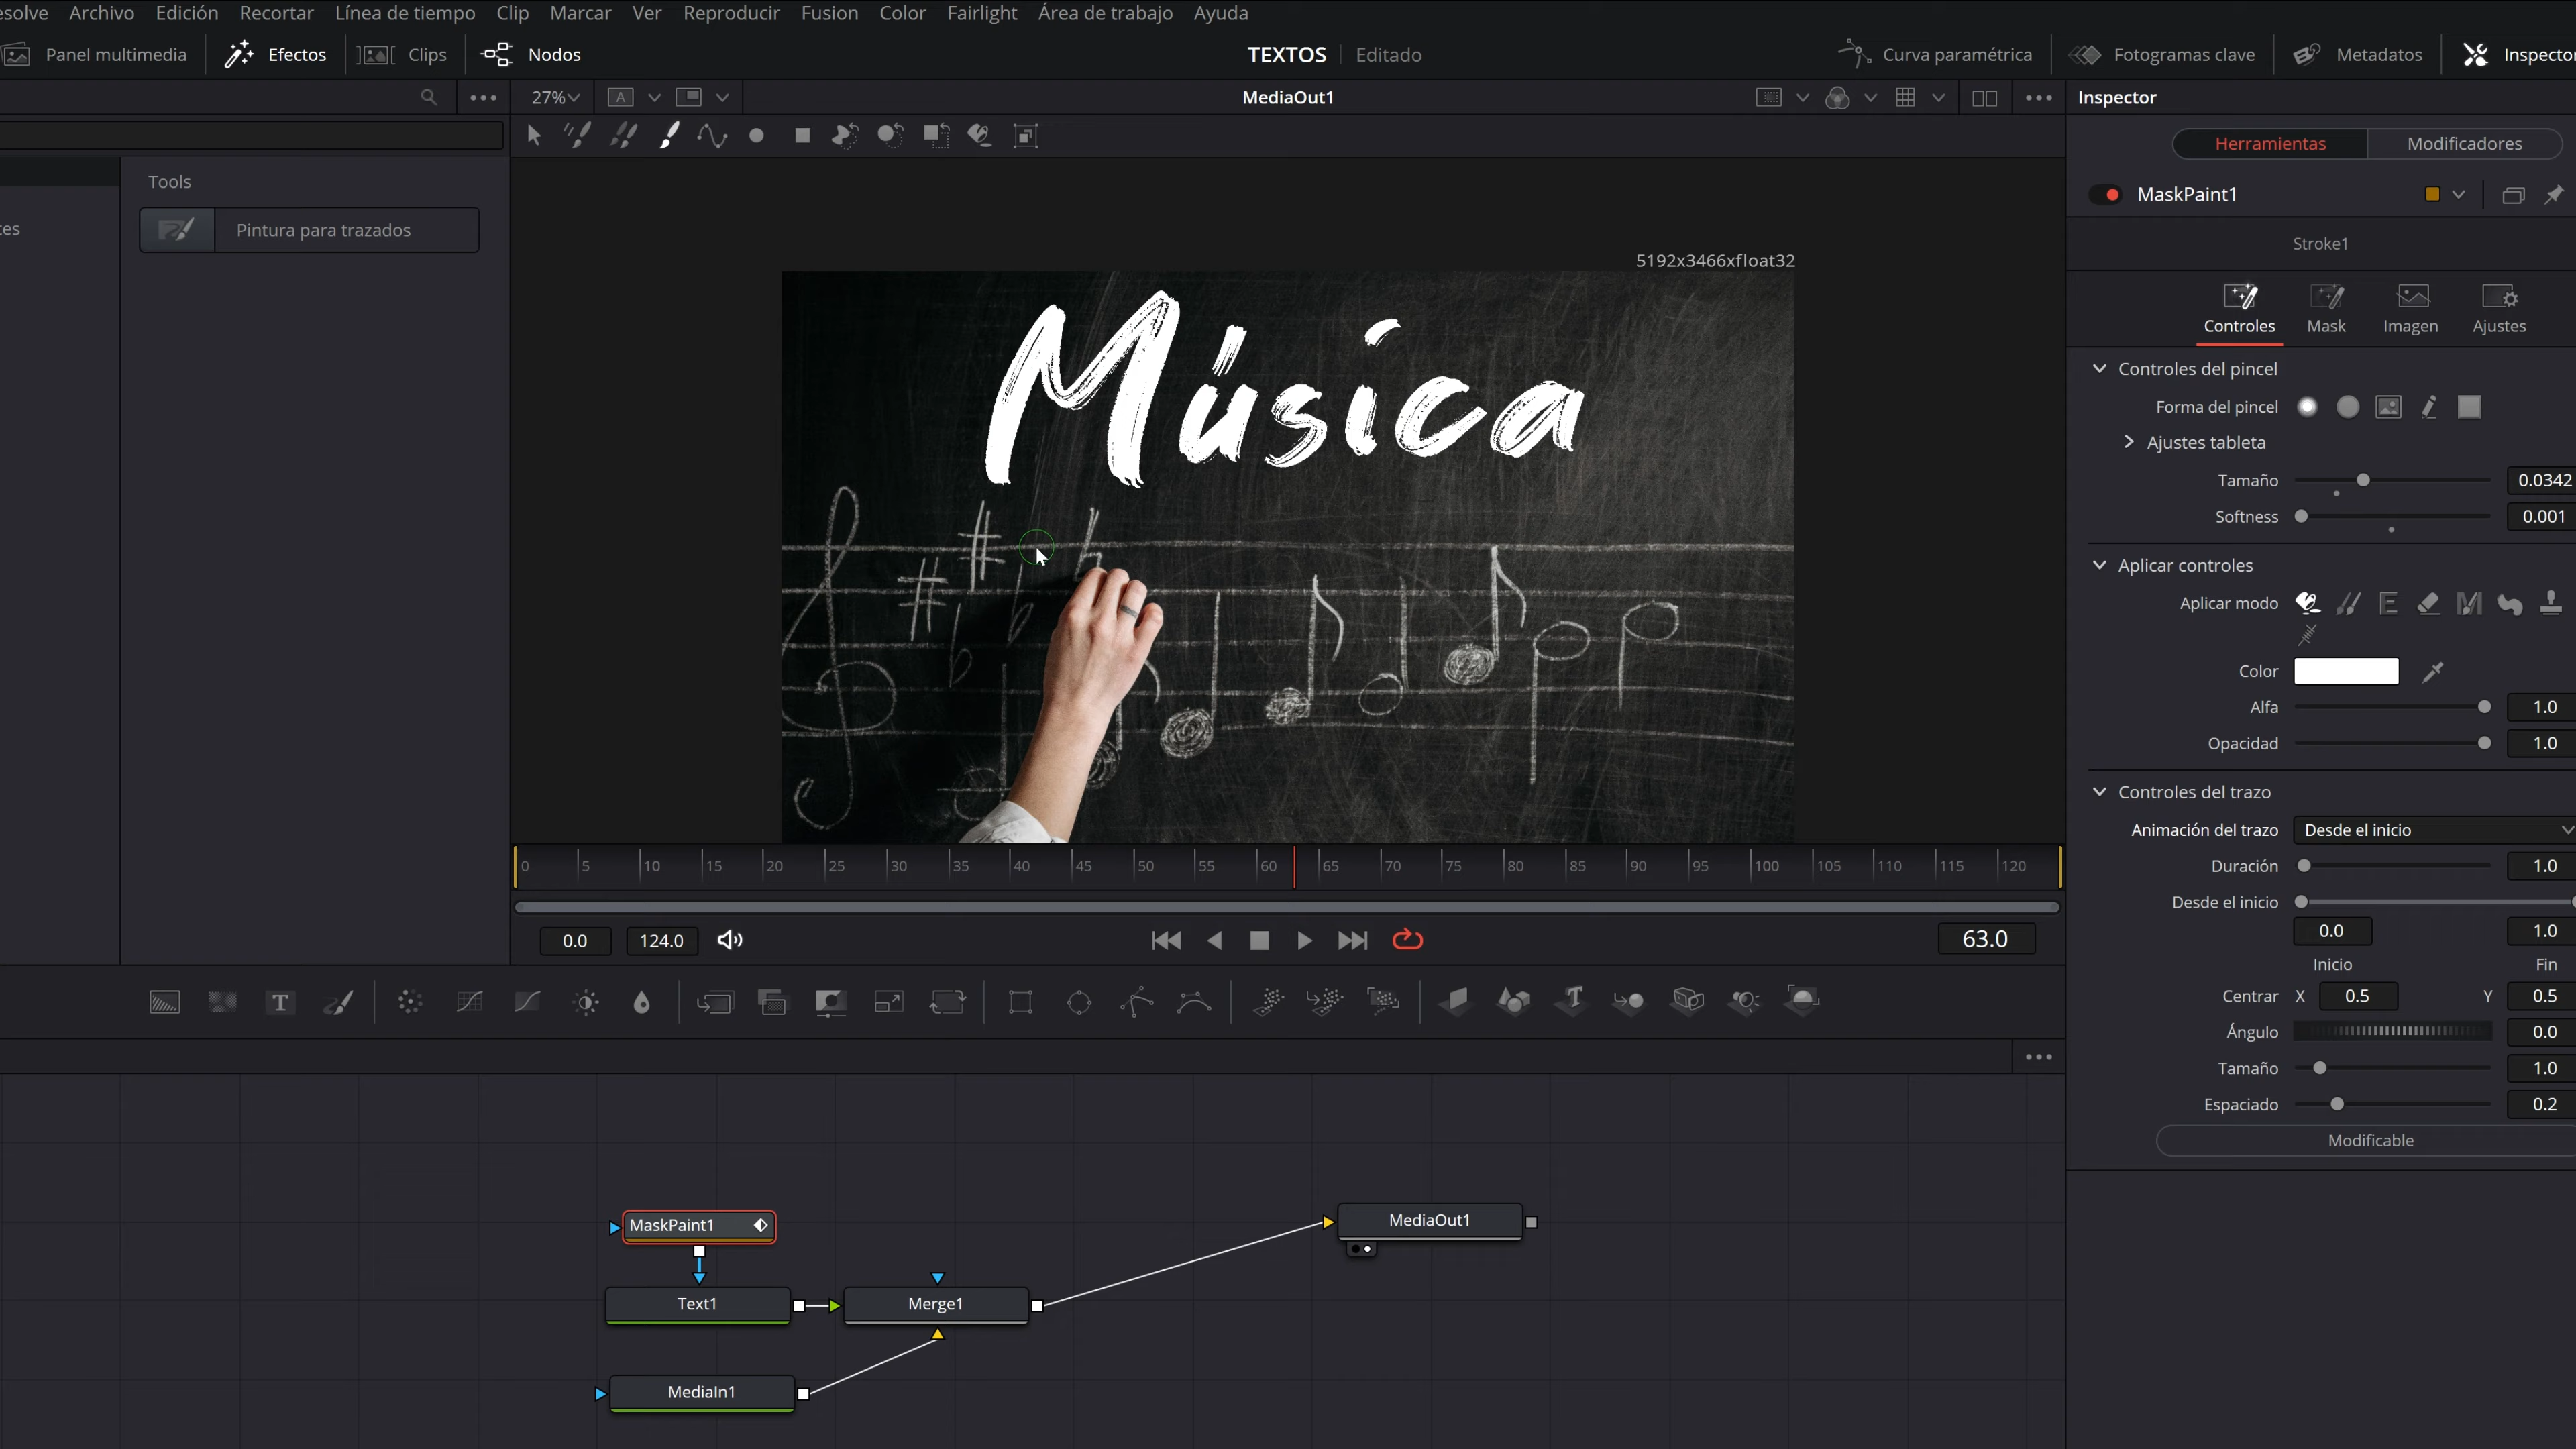 esolve Archivo Edición Recortar Línea de tiempo Clip Marcar Ver Reproducir Fusion Color Fairlight Área de trabajo Ayuda
Panel multimedia Efectos Clips Nodos TEXTOS Editado Curva paramétrica Fotogramas clave Metadatos Inspector
27% A MediaOut1 Inspector
Herramientas Modificadores
Tools
MaskPaint1
tes
Pintura para trazados
Stroke1
5192x3466xfloat32
Controles Mask Imagen Ajustes
Música
Controles del pincel
Forma del pincel
Ajustes tableta
Tamaño 0.0342
Softness 0.001
Aplicar controles
Aplicar modo E M
Color
Alfa 1.0
Opacidad 1.0
Controles del trazo
Animación del trazo Desde el inicio
0 5 10 15 20 25 30 35 40 45 50 55 60 65 70 75 80 85 90 95 100 105 110 115 120
Duración 1.0
Desde el inicio
0.0 1.0
Inicio Fin
0.0 124.0 63.0
Centrar X 0.5 Y 0.5
Ángulo 0.0
Tamaño 1.0
Espaciado 0.2
Modificable
T T
MaskPaint1
MediaOut1
Text1 Merge1
MediaIn1